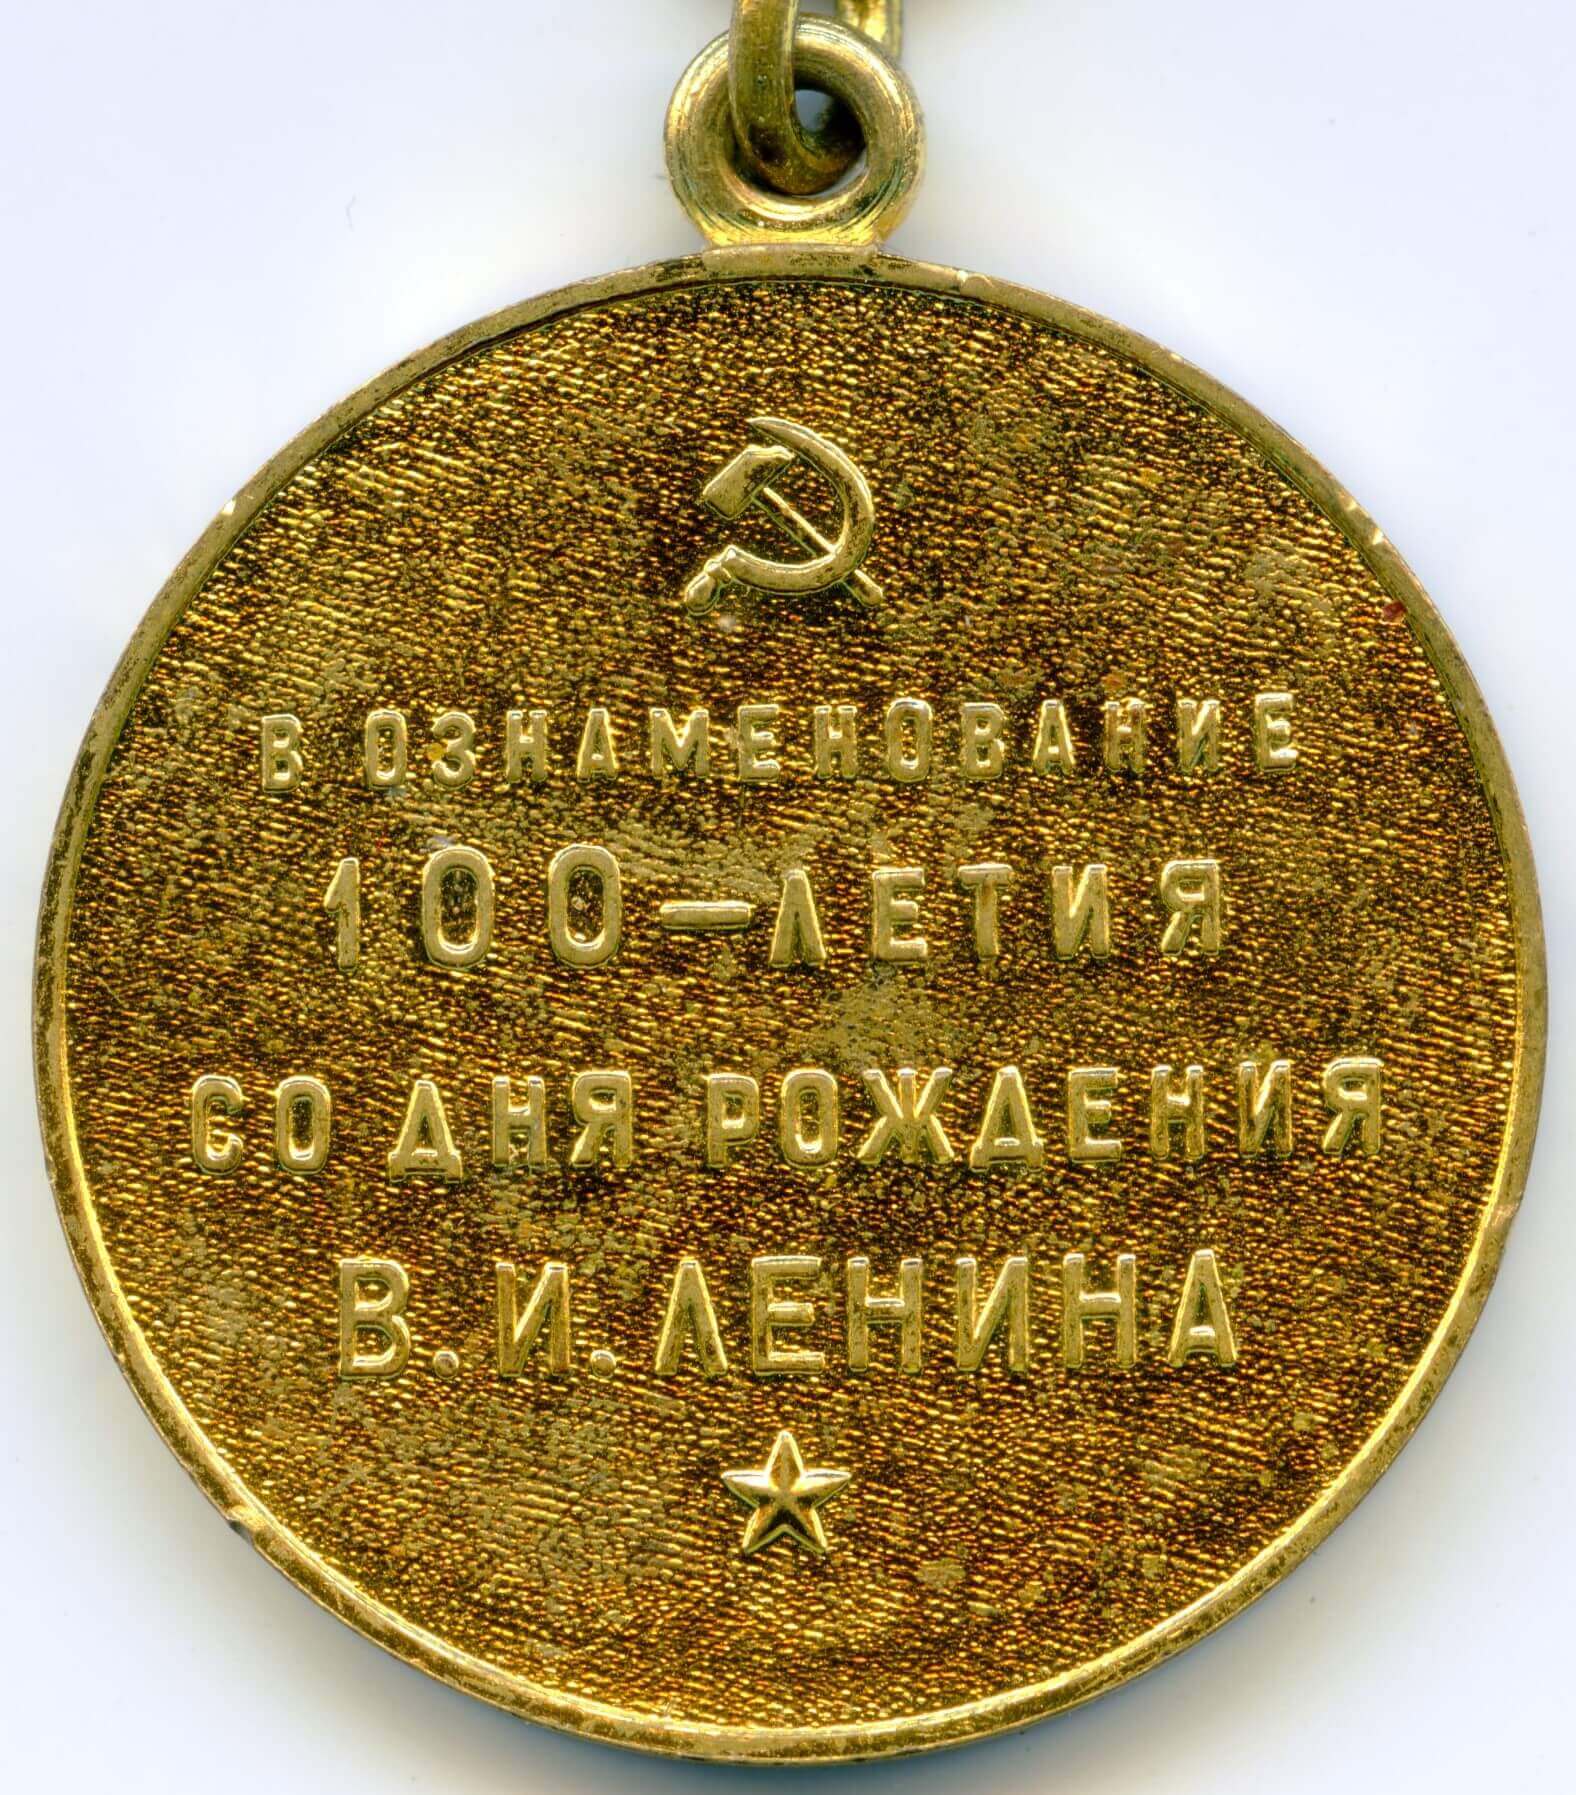 В ОЗНАМЕНОВАНИЕ
100-ЛЕТИЯ
СО ДНЯ РОЖДЕНИЯ
В.И.ЛЕНИНА